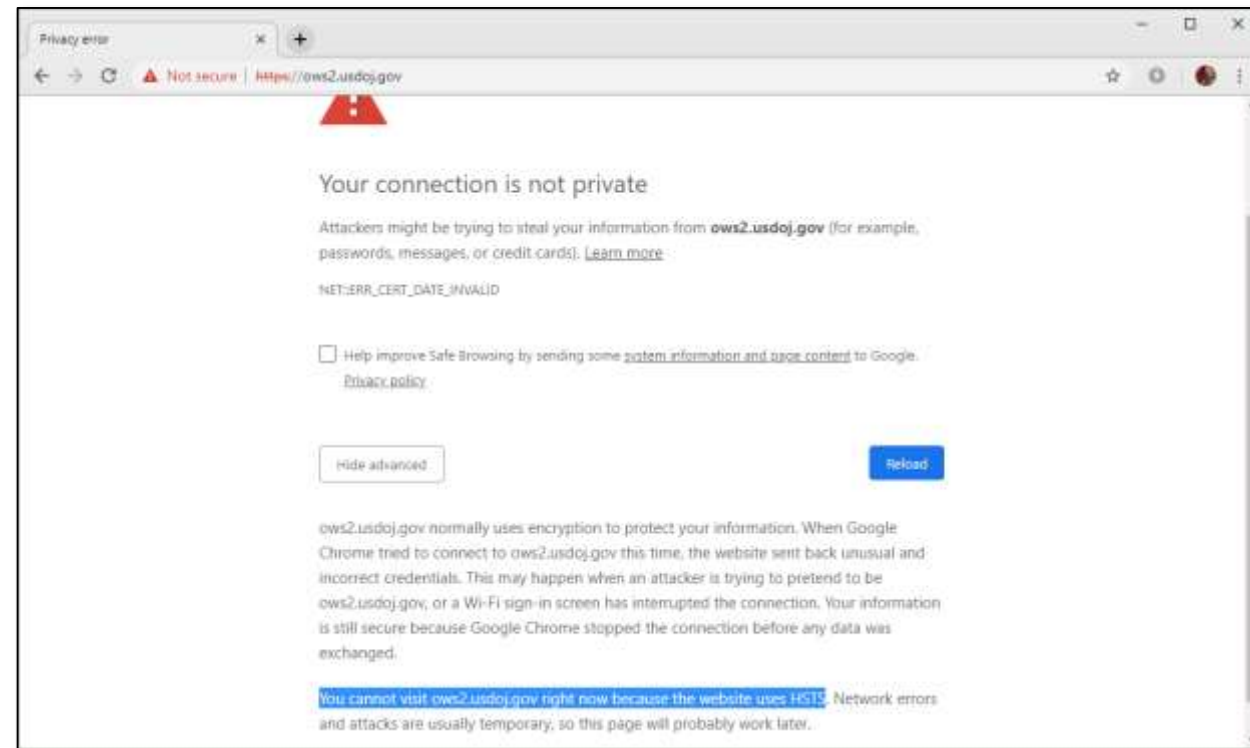 Privacy error
Not secure | https://ows2.usdoj.gov
Your connection is not private
Attackers might be trying to steal your information from ows2.usdoj.gov (for example,
passwords, messages, or credit cards). Learn more
NET::ERR_CERT_DATE_INVALID
Help improve Safe Browsing by sending some system information and page content to Google.
Privacy policy
Hide advanced
Reload
ows2.usdoj.gov normally uses encryption to protect your information. When Google
Chrome tried to connect to ows2.usdoj.gov this time, the website sent back unusual and
incorrect credentials. This may happen when an attacker is trying to pretend to be
ows2.usdoj.gov, or a Wi-Fi sign-in screen has interrupted the connection. Your information
is still secure because Google Chrome stopped the connection before any data was
exchanged.
You cannot visit ows2.usdoj.gov right now because the website uses HSTS. Network errors
and attacks are usually temporary, so this page will probably work later.